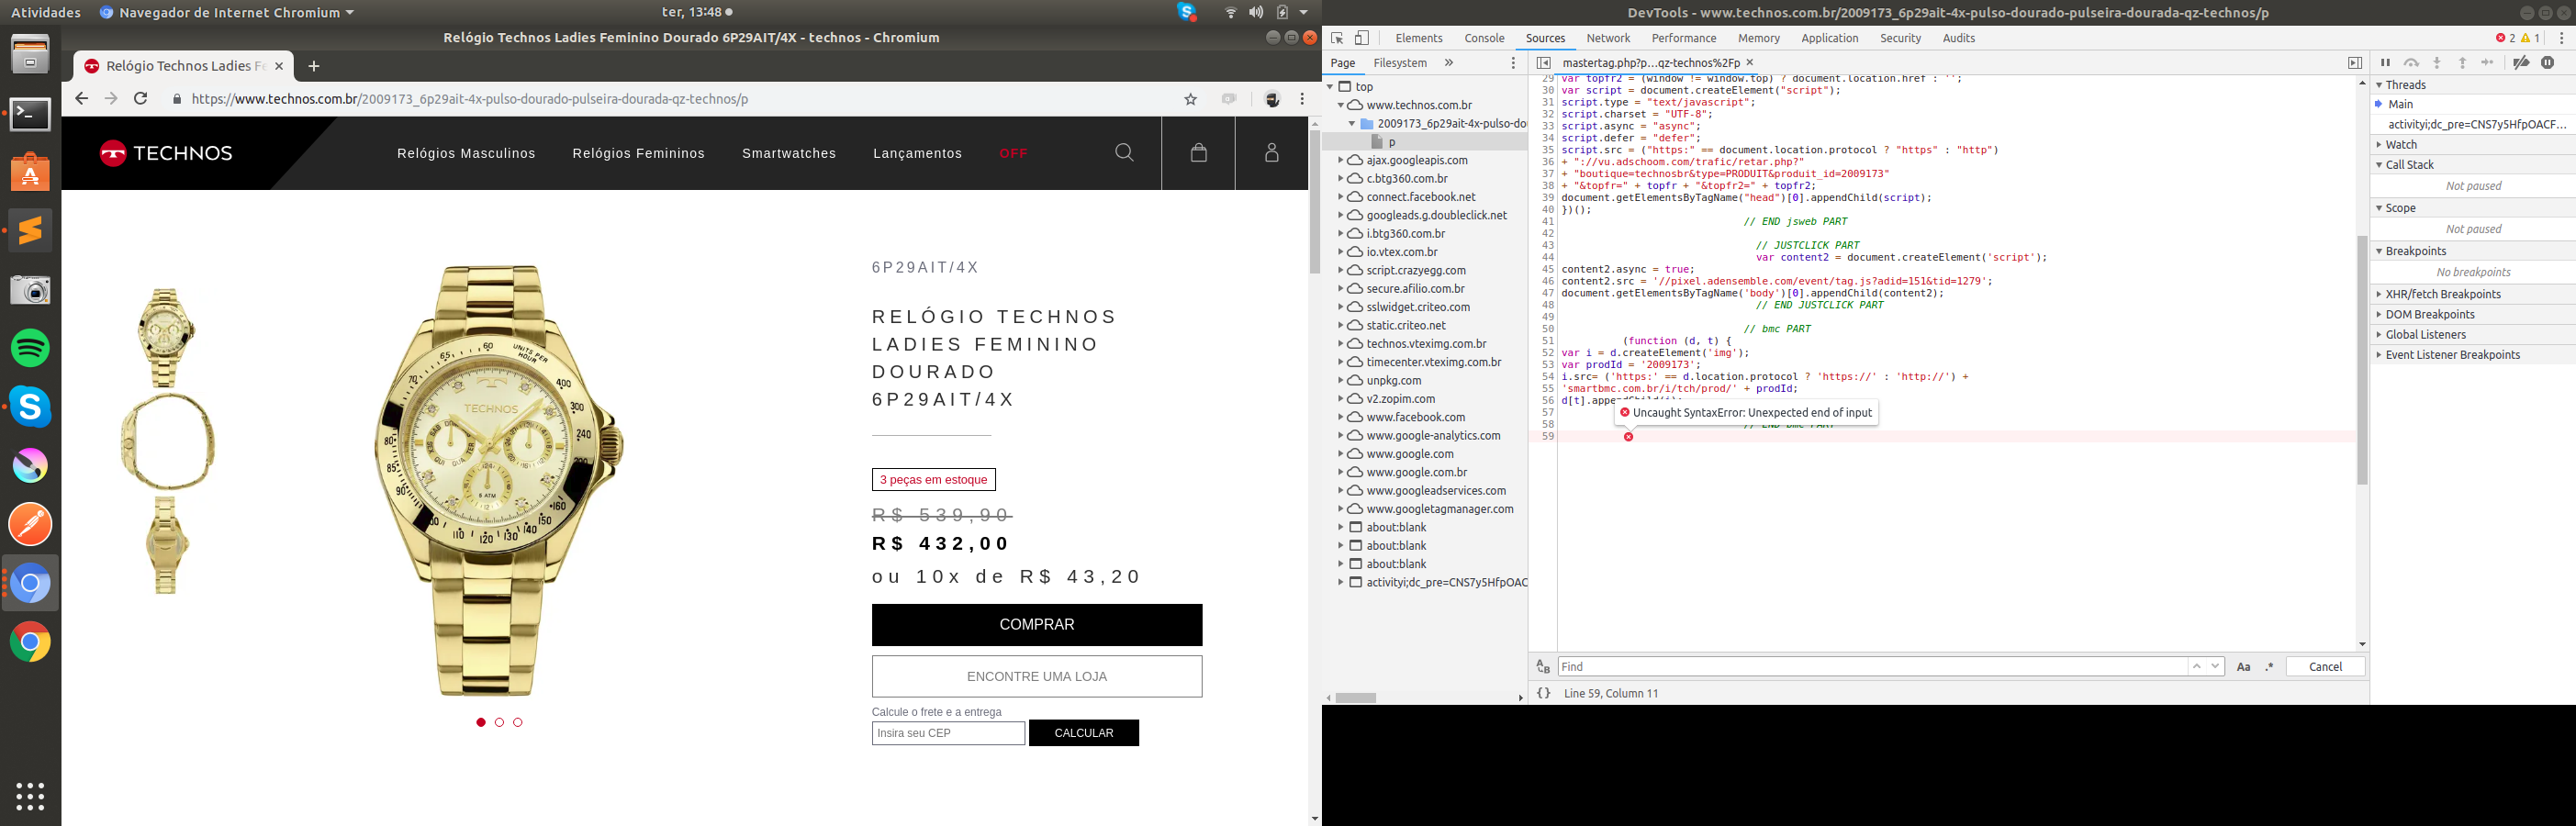 Atividades
Navegador de Internet Chromium
ter, 13:48
Relógio Technos Ladies Feminino Dourado 6P29AIT/4X - technos - Chromium
Relógio Technos Ladies Fe
https://www.technos.com.br/2009173_6p29ait-4x-pulso-dourado-pulseira-dourada-qz-technos/p
TECHNOS
Relógios Masculinos
Relógios Femininos
Smartwatches
Lançamentos
OFF
6P29AIT/4X
RELÓGIO TECHNOS
LADIES FEMININO
DOURADO
6P29AIT/4X
3 peças em estoque
R$ 539,90
R$ 432,00
ou 10x de R$ 43,20
COMPRAR
ENCONTRE UMA LOJA
Calcule o frete e a entrega
Insira seu CEP
CALCULAR
TECHNOS
UNITS PER
HOUR
6 ATM
DevTools - www.technos.com.br/2009173_6p29ait-4x-pulso-dourado-pulseira-dourada-qz-technos/p
Elements Console Sources Network Performance Memory Application Security Audits
2 1
Page Filesystem »
mastertag.php?p...qz-technos%2Fp
top
www.technos.com.br
2009173_6p29ait-4x-pulso-dou
p
ajax.googleapis.com
c.btg360.com.br
connect.facebook.net
googleads.g.doubleclick.net
i.btg360.com.br
io.vtex.com.br
script.crazyegg.com
secure.afilio.com.br
sslwidget.criteo.com
static.criteo.net
technos.vteximg.com.br
timecenter.vteximg.com.br
unpkg.com
v2.zopim.com
www.facebook.com
www.google-analytics.com
www.google.com
www.google.com.br
www.googleadservices.com
www.googletagmanager.com
about:blank
about:blank
about:blank
activityi;dc_pre=CNS7y5HfpOAC
29 var topfr2 = (window != window.top) ? document.location.href : '';
30 var script = document.createElement("script");
31 script.type = "text/javascript";
32 script.charset = "UTF-8";
33 script.async = "async";
34 script.defer = "defer";
35 script.src = ("https:" == document.location.protocol ? "https" : "http")
36 + "://vu.adschoom.com/trafic/retar.php?"
37 + "boutique=technosbr&type=PRODUIT&produit_id=2009173"
38 + "&topfr=" + topfr + "&topfr2=" + topfr2;
39 document.getElementsByTagName("head")[0].appendChild(script);
40 })();
41 // END jsweb PART
42
43 // JUSTCLICK PART
44 var content2 = document.createElement('script');
45 content2.async = true;
46 content2.src = '//pixel.adensemble.com/event/tag.js?adid=151&tid=1279';
47 document.getElementsByTagName('body')[0].appendChild(content2);
48 // END JUSTCLICK PART
49
50 // bmc PART
51 (function (d, t) {
52 var i = d.createElement('img');
53 var prodId = '2009173';
54 i.src= ('https:' == d.location.protocol ? 'https://' : 'http://') +
55 'smartbmc.com.br/i/tch/prod/' + prodId;
56 d[t].appendChild(i);
57
Uncaught SyntaxError: Unexpected end of input
58 // END bmc PART
59
Find
Aa .* Cancel
{ } Line 59, Column 11
Threads
Main
activityi;dc_pre=CNS7y5HfpOACF...
Watch
Call Stack
Not paused
Scope
Not paused
Breakpoints
No breakpoints
XHR/fetch Breakpoints
DOM Breakpoints
Global Listeners
Event Listener Breakpoints